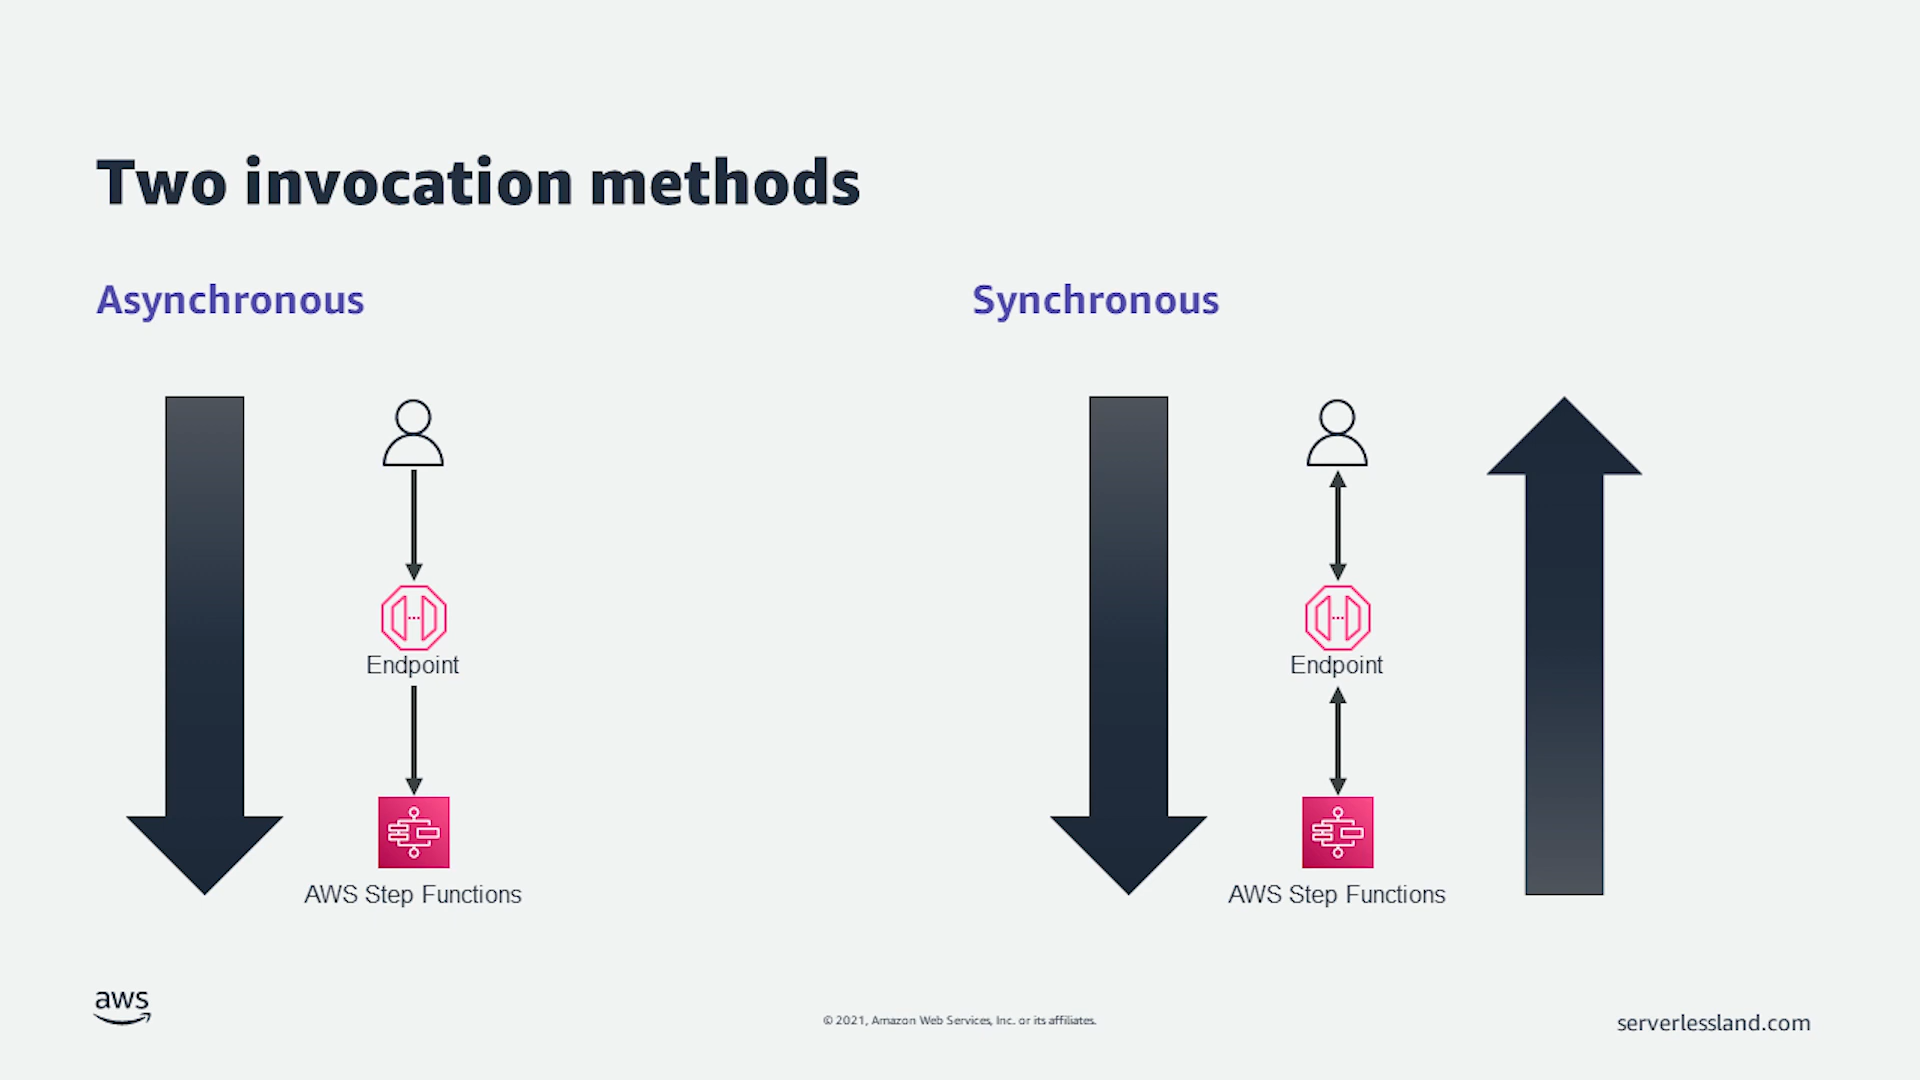 Two invocation methods
Asynchronous
Endpoint
AWS Step Functions
Synchronous
Endpoint
AWS Step Functions
aws
© 2021, Amazon Web Services, Inc. or its affiliates.
serverlessland.com